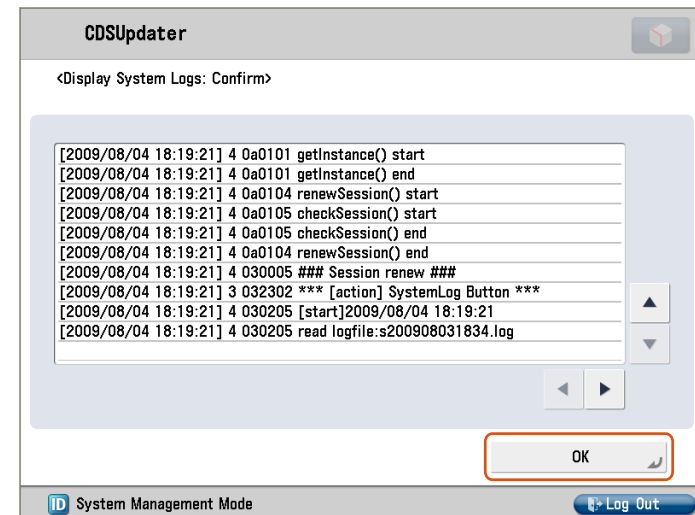 CDSUpdater
<Display System Logs: Confirm>
[2009/08/04 18:19:21] 4 0a0101 getInstance() start
[2009/08/04 18:19:21] 4 0a0101 getInstance() end
[2009/08/04 18:19:21] 4 0a0104 renewSession() start
[2009/08/04 18:19:21] 4 0a0105 checkSession() start
[2009/08/04 18:19:21] 4 0a0105 checkSession() end
[2009/08/04 18:19:21] 4 0a0104 renewSession() end
[2009/08/04 18:19:21] 4 030005 ### Session renew ###
[2009/08/04 18:19:21] 3 032302 *** [action] SystemLog Button ***
[2009/08/04 18:19:21] 4 030205 [start]2009/08/04 18:19:21
[2009/08/04 18:19:21] 4 030205 read logfile:s200908031834.log
OK
ID System Management Mode
Log Out